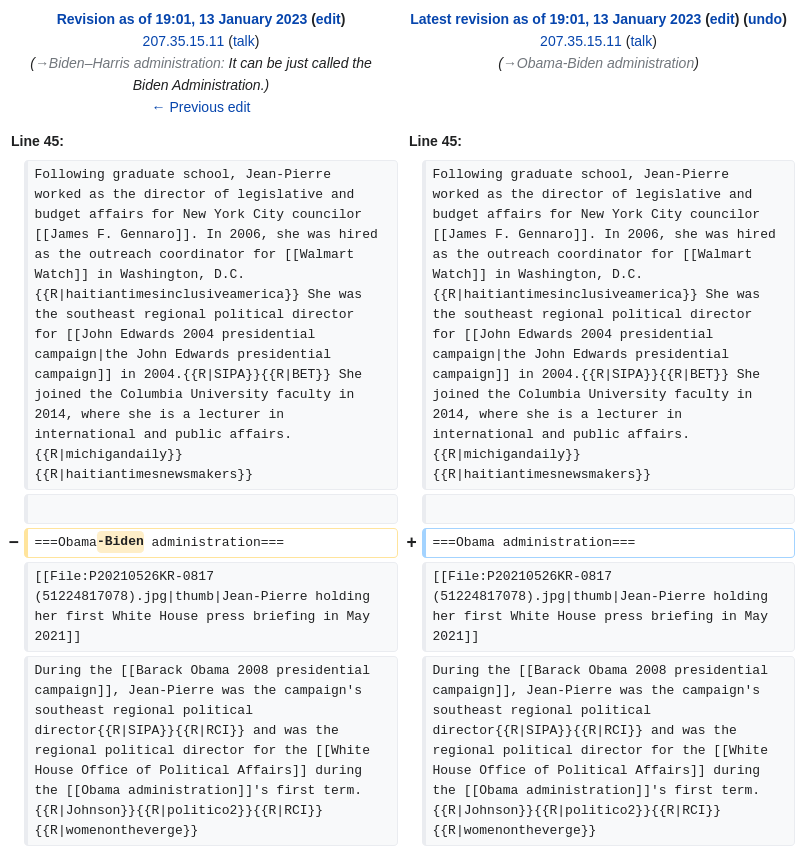 Revision as of 19:01, 13 January 2023 (edit)
207.35.15.11 (talk)
(→Biden–Harris administration: It can be just called the
Biden Administration.)
← Previous edit
Latest revision as of 19:01, 13 January 2023 (edit) (undo)
207.35.15.11 (talk)
(→Obama-Biden administration)
Line 45:
Following graduate school, Jean-Pierre
worked as the director of legislative and
budget affairs for New York City councilor
[[James F. Gennaro]]. In 2006, she was hired
as the outreach coordinator for [[Walmart
Watch]] in Washington, D.C.
{{R|haitiantimesinclusiveamerica}} She was
the southeast regional political director
for [[John Edwards 2004 presidential
campaign|the John Edwards presidential
campaign]] in 2004.{{R|SIPA}}{{R|BET}} She
joined the Columbia University faculty in
2014, where she is a lecturer in
international and public affairs.
{{R|michigandaily}}
{{R|haitiantimesnewsmakers}}
− ===Obama-Biden administration===
[[File:P20210526KR-0817
(51224817078).jpg|thumb|Jean-Pierre holding
her first White House press briefing in May
2021]]
During the [[Barack Obama 2008 presidential
campaign]], Jean-Pierre was the campaign's
southeast regional political
director{{R|SIPA}}{{R|RCI}} and was the
regional political director for the [[White
House Office of Political Affairs]] during
the [[Obama administration]]'s first term.
{{R|Johnson}}{{R|politico2}}{{R|RCI}}
{{R|womenontheverge}}
Line 45:
Following graduate school, Jean-Pierre
worked as the director of legislative and
budget affairs for New York City councilor
[[James F. Gennaro]]. In 2006, she was hired
as the outreach coordinator for [[Walmart
Watch]] in Washington, D.C.
{{R|haitiantimesinclusiveamerica}} She was
the southeast regional political director
for [[John Edwards 2004 presidential
campaign|the John Edwards presidential
campaign]] in 2004.{{R|SIPA}}{{R|BET}} She
joined the Columbia University faculty in
2014, where she is a lecturer in
international and public affairs.
{{R|michigandaily}}
{{R|haitiantimesnewsmakers}}
+ ===Obama administration===
[[File:P20210526KR-0817
(51224817078).jpg|thumb|Jean-Pierre holding
her first White House press briefing in May
2021]]
During the [[Barack Obama 2008 presidential
campaign]], Jean-Pierre was the campaign's
southeast regional political
director{{R|SIPA}}{{R|RCI}} and was the
regional political director for the [[White
House Office of Political Affairs]] during
the [[Obama administration]]'s first term.
{{R|Johnson}}{{R|politico2}}{{R|RCI}}
{{R|womenontheverge}}